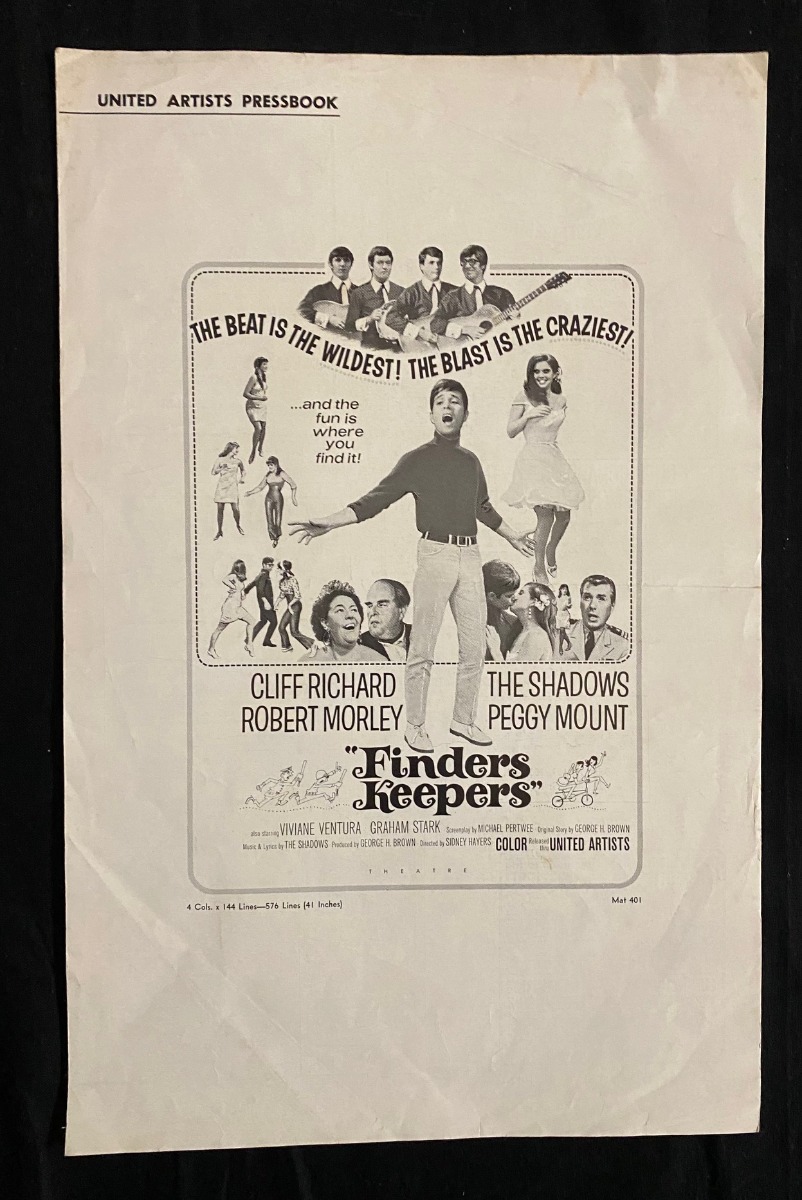 UNITED ARTISTS PRESSBOOK
THE BEAT IS THE WILDEST! THE BLAST IS THE CRAZIEST!
...and the
fun is
where
you
find it!
CLIFF RICHARD
ROBERT MORLEY
THE SHADOWS
PEGGY MOUNT
"Finders
Keepers"
also starring VIVIANE VENTURA GRAHAM STARK Screenplay by MICHAEL PERTWEE Original Story by GEORGE H. BROWN
Music & Lyrics by THE SHADOWS Produced by GEORGE H. BROWN Directed by SIDNEY HAYERS COLOR Released thru UNITED ARTISTS
THEATRE
4 Cols. x 144 Lines—576 Lines (41 Inches)
Mat 401